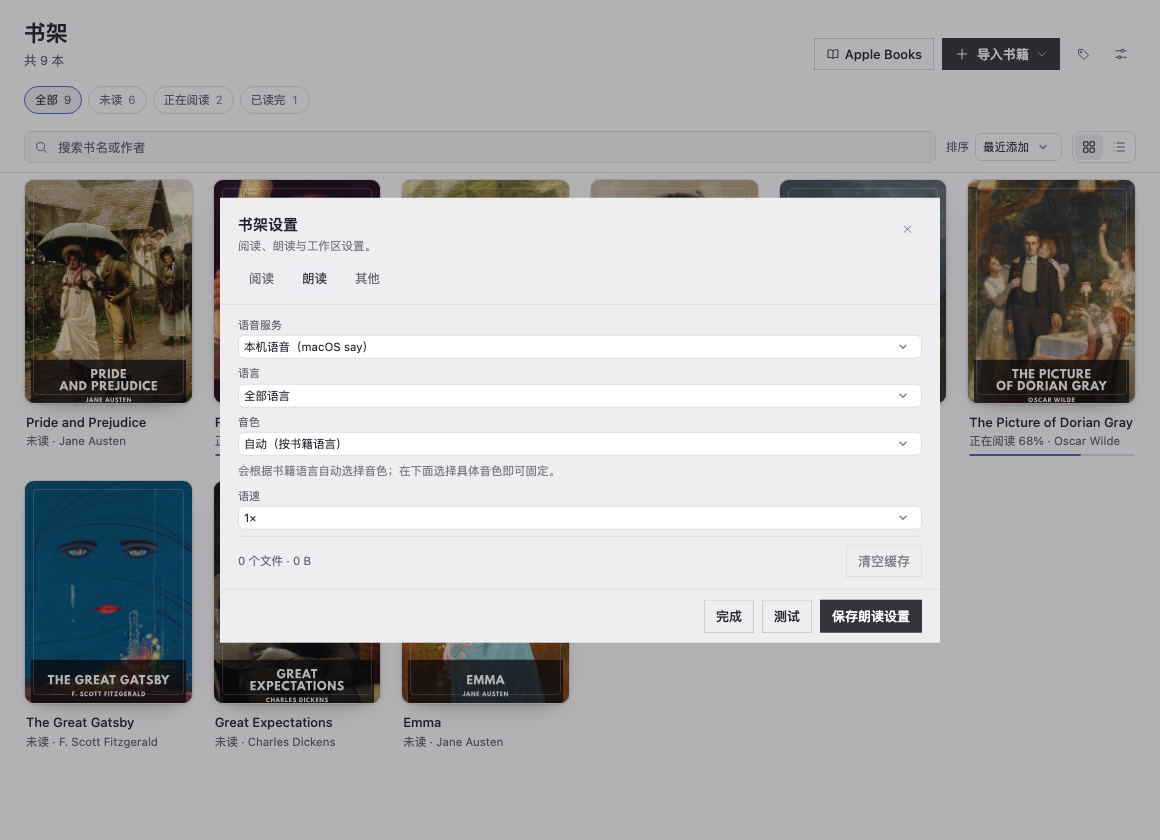 书架
共 9 本
Apple Books
导入书籍
全部 9
未读 6
正在阅读 2
已读完 1
搜索书名或作者
排序
最近添加
书架设置
阅读、朗读与工作区设置。
阅读
朗读
其他
语音服务
本机语音（macOS say）
语言
全部语言
音色
自动（按书籍语言）
会根据书籍语言自动选择音色；在下面选择具体音色即可固定。
语速
1×
0 个文件 · 0 B
清空缓存
完成
测试
保存朗读设置
PRIDE
AND PREJUDICE
JANE AUSTEN
Pride and Prejudice
未读 · Jane Austen
THE PICTURE
OF DORIAN GRAY
OSCAR WILDE
The Picture of Dorian Gray
正在阅读 68% · Oscar Wilde
THE GREAT GATSBY
F. SCOTT FITZGERALD
The Great Gatsby
未读 · F. Scott Fitzgerald
GREAT
EXPECTATIONS
CHARLES DICKENS
Great Expectations
未读 · Charles Dickens
EMMA
JANE AUSTEN
Emma
未读 · Jane Austen